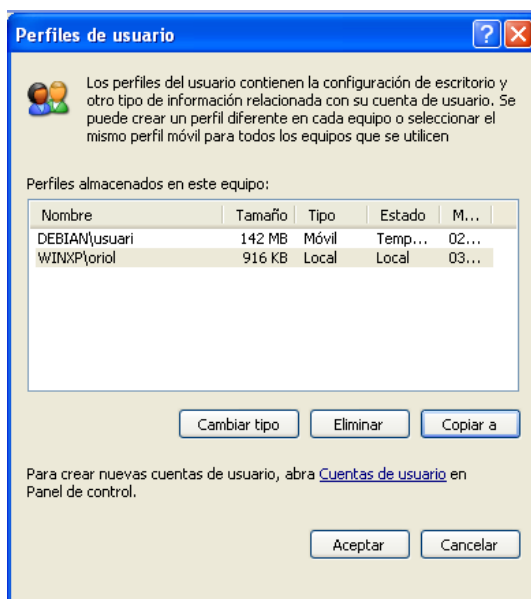 Perfiles de usuario
Los perfiles del usuario contienen la configuración de escritorio y
otro tipo de información relacionada con su cuenta de usuario. Se
puede crear un perfil diferente en cada equipo o seleccionar el
mismo perfil móvil para todos los equipos que se utilicen
Perfiles almacenados en este equipo:
Nombre Tamaño Tipo Estado M...
DEBIAN\usuari 142 MB Móvil Temp... 02...
WINXP\oriol 916 KB Local Local 03...
Cambiar tipo Eliminar Copiar a
Para crear nuevas cuentas de usuario, abra Cuentas de usuario en
Panel de control.
Aceptar Cancelar